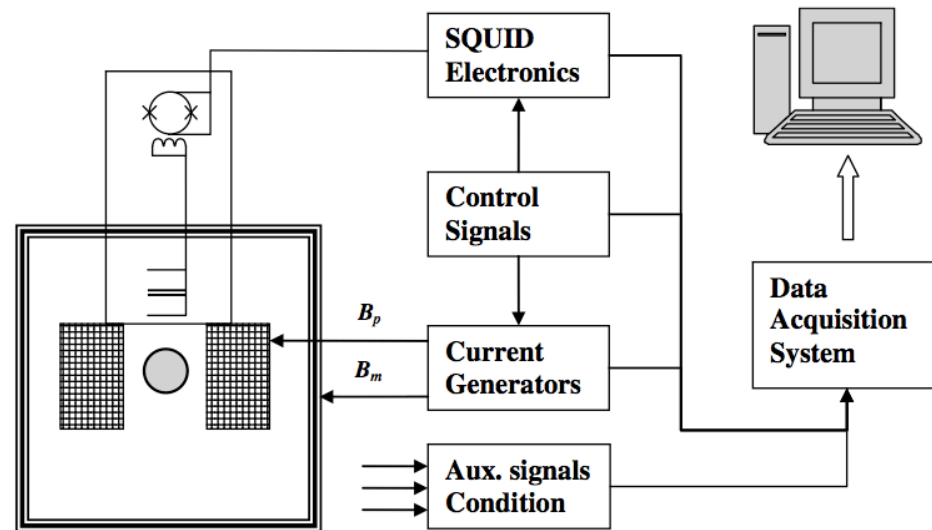 SQUID
Electronics
Control
Signals
B_p
B_m
Current
Generators
Data
Acquisition
System
Aux. signals
Condition